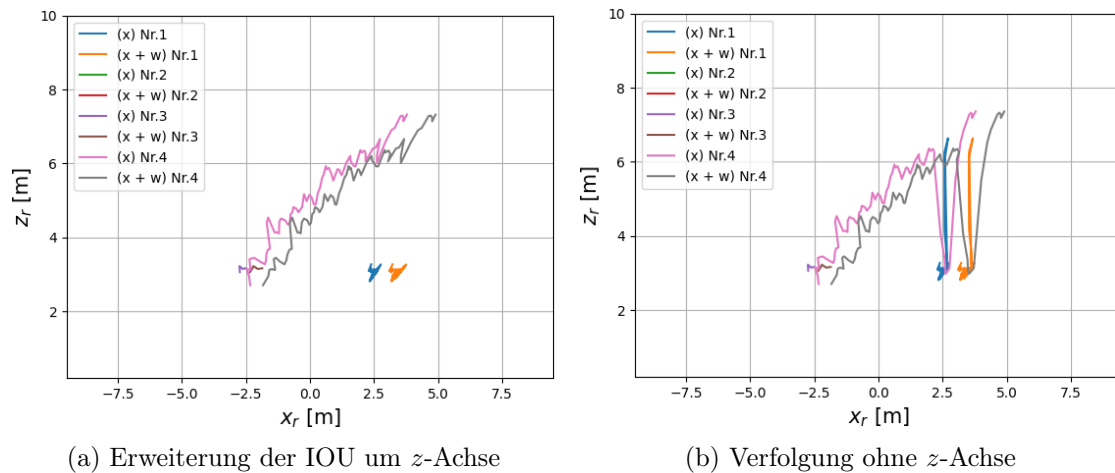 10
8
6
4
2
z_r [m]
(x) Nr.1
(x + w) Nr.1
(x) Nr.2
(x + w) Nr.2
(x) Nr.3
(x + w) Nr.3
(x) Nr.4
(x + w) Nr.4
−7.5 −5.0 −2.5 0.0 2.5 5.0 7.5
x_r [m]
(a) Erweiterung der IOU um z-Achse
10
8
6
4
2
z_r [m]
(x) Nr.1
(x + w) Nr.1
(x) Nr.2
(x + w) Nr.2
(x) Nr.3
(x + w) Nr.3
(x) Nr.4
(x + w) Nr.4
−7.5 −5.0 −2.5 0.0 2.5 5.0 7.5
x_r [m]
(b) Verfolgung ohne z-Achse